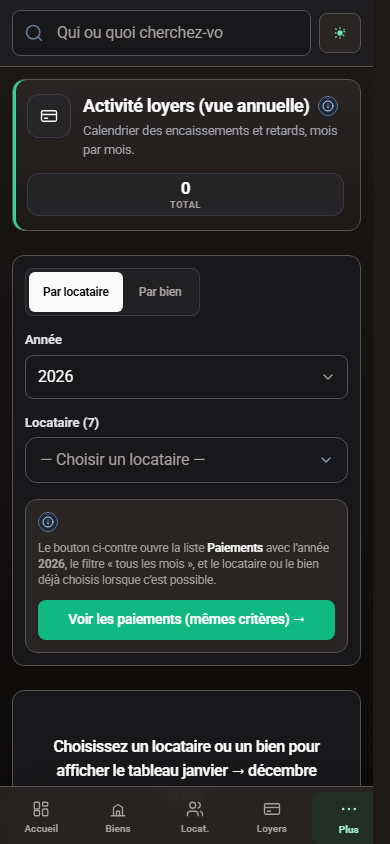 Qui ou quoi cherchez-vo
Activité loyers (vue annuelle)
Calendrier des encaissements et retards, mois
par mois.
0
TOTAL
Par locataire
Par bien
Année
2026
Locataire (7)
— Choisir un locataire —
Le bouton ci-contre ouvre la liste Paiements avec l'année
2026, le filtre « tous les mois », et le locataire ou le bien
déjà choisis lorsque c'est possible.
Voir les paiements (mêmes critères) →
Choisissez un locataire ou un bien pour
afficher le tableau janvier → décembre
Accueil
Biens
Locat.
Loyers
Plus